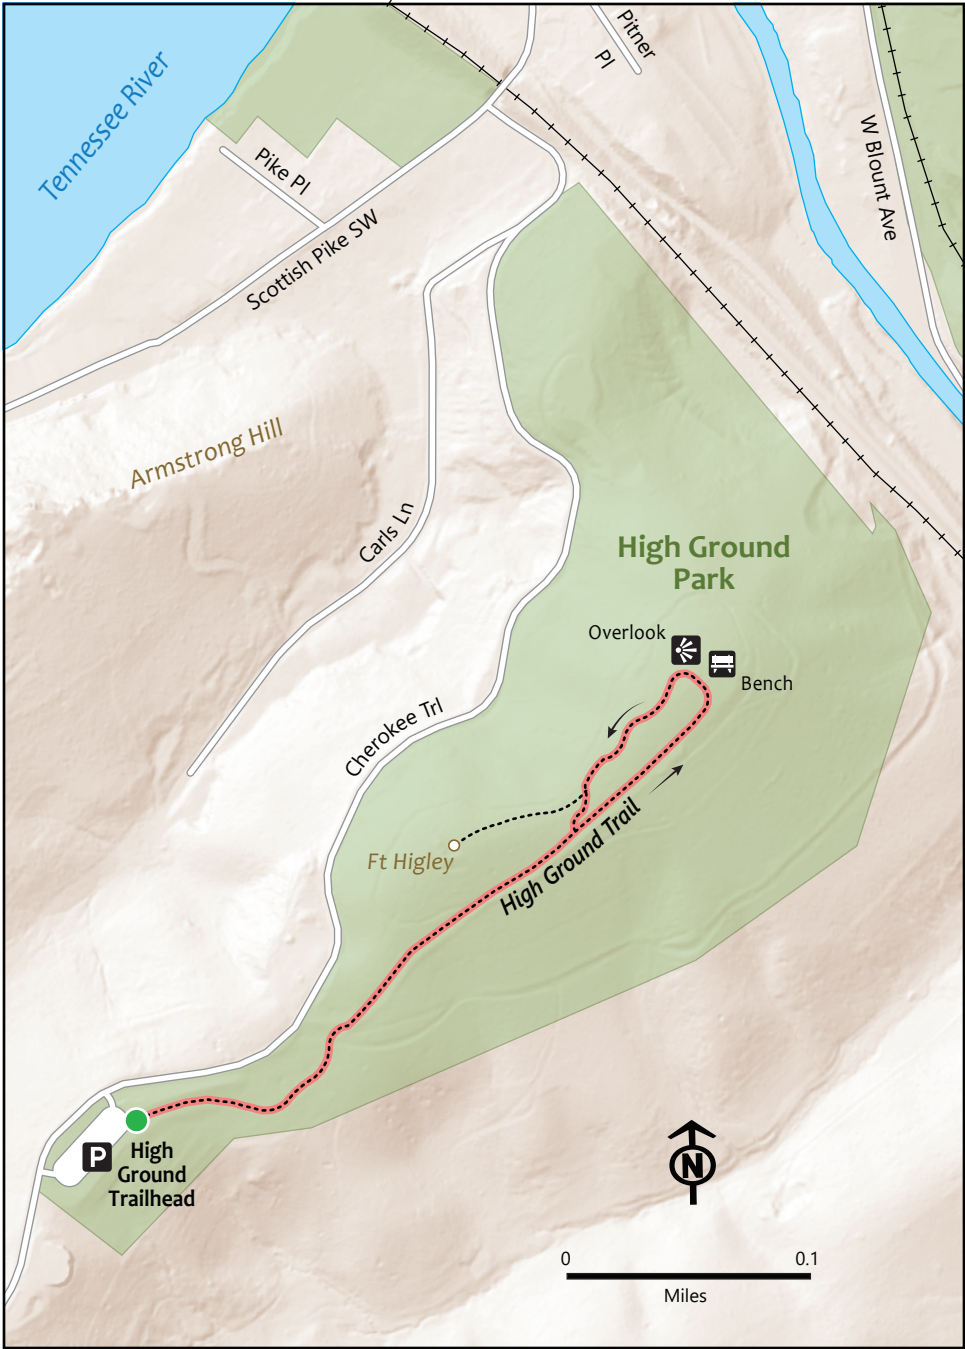 Pitner
Pl
Tennessee River
W Blount Ave
Pike Pl
Scottish Pike SW
Armstrong Hill
Carls Ln
High Ground
Park
Overlook
Bench
Cherokee Trl
High Ground Trail
Ft Higley
P
High
Ground
Trailhead
N
0 0.1
Miles